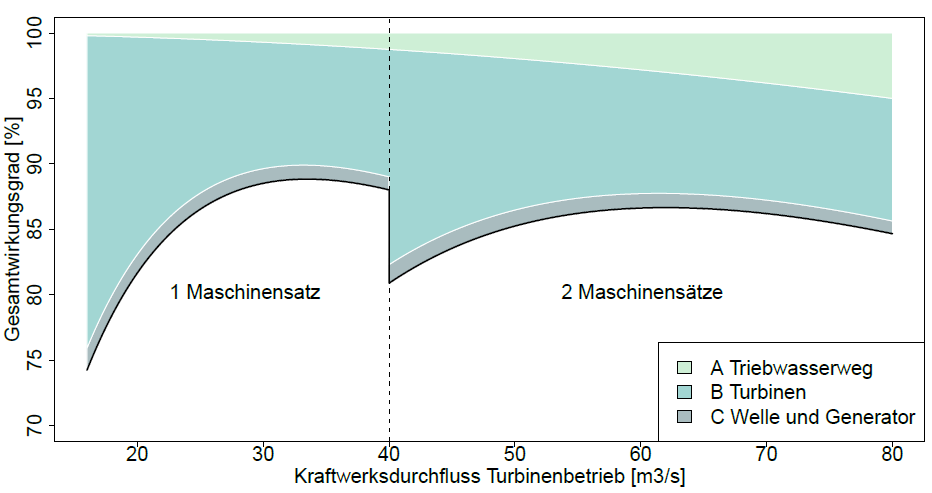 Gesamtwirkungsgrad [%]
100
95
90
85
80
75
70
1 Maschinensatz
2 Maschinensätze
A Triebwasserweg
B Turbinen
C Welle und Generator
20 30 40 50 60 70 80
Kraftwerksdurchfluss Turbinenbetrieb [m3/s]